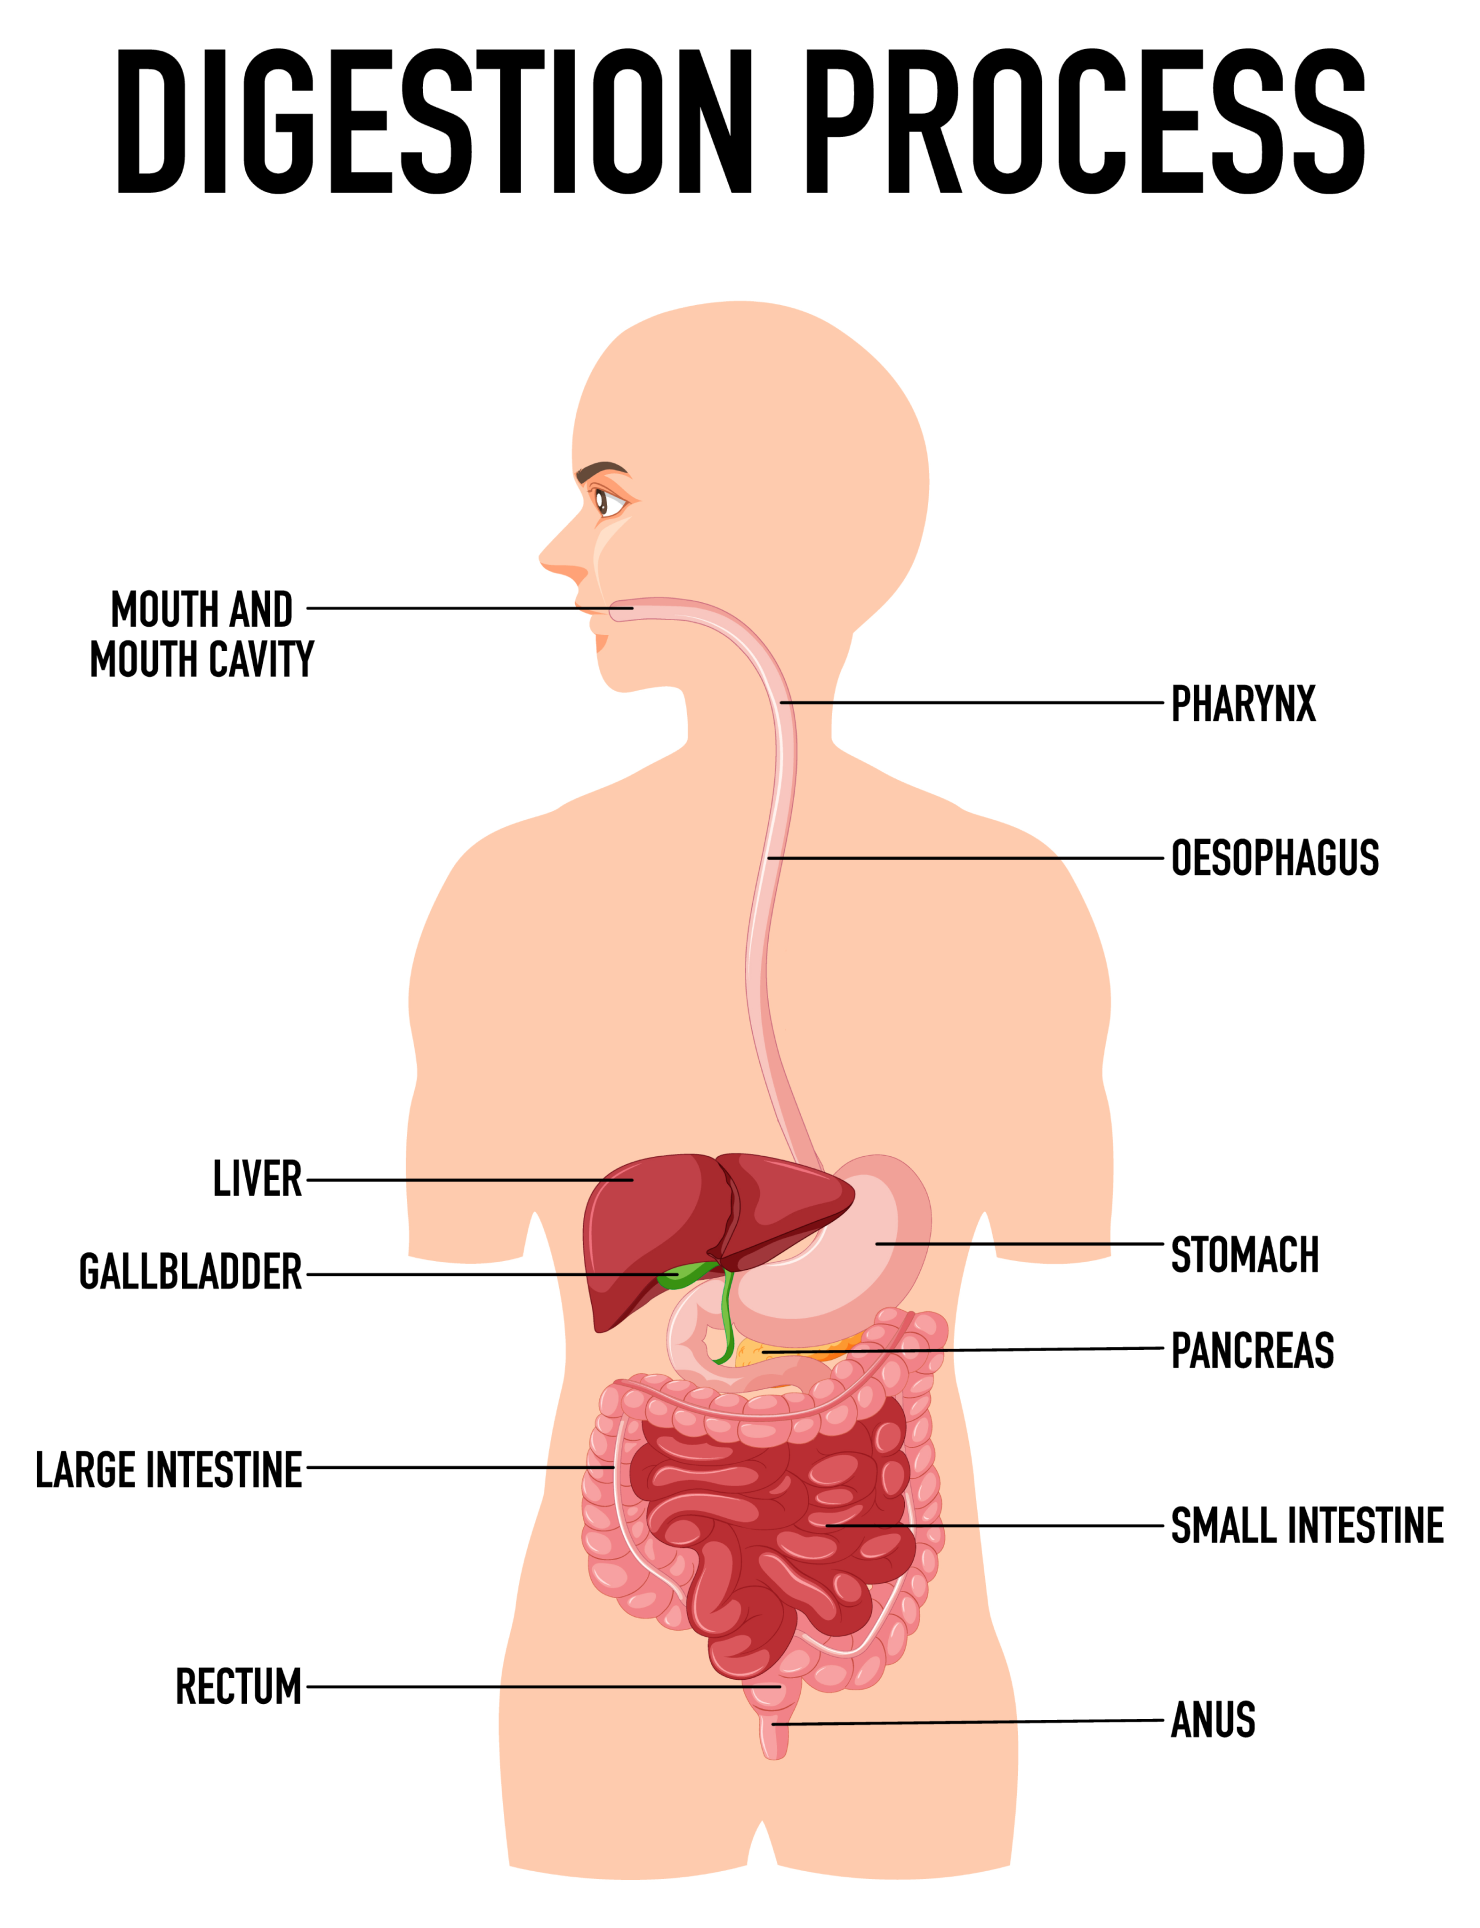 DIGESTION PROCESS
MOUTH AND
MOUTH CAVITY
PHARYNX
OESOPHAGUS
LIVER
STOMACH
GALLBLADDER
PANCREAS
LARGE INTESTINE
SMALL INTESTINE
RECTUM
ANUS